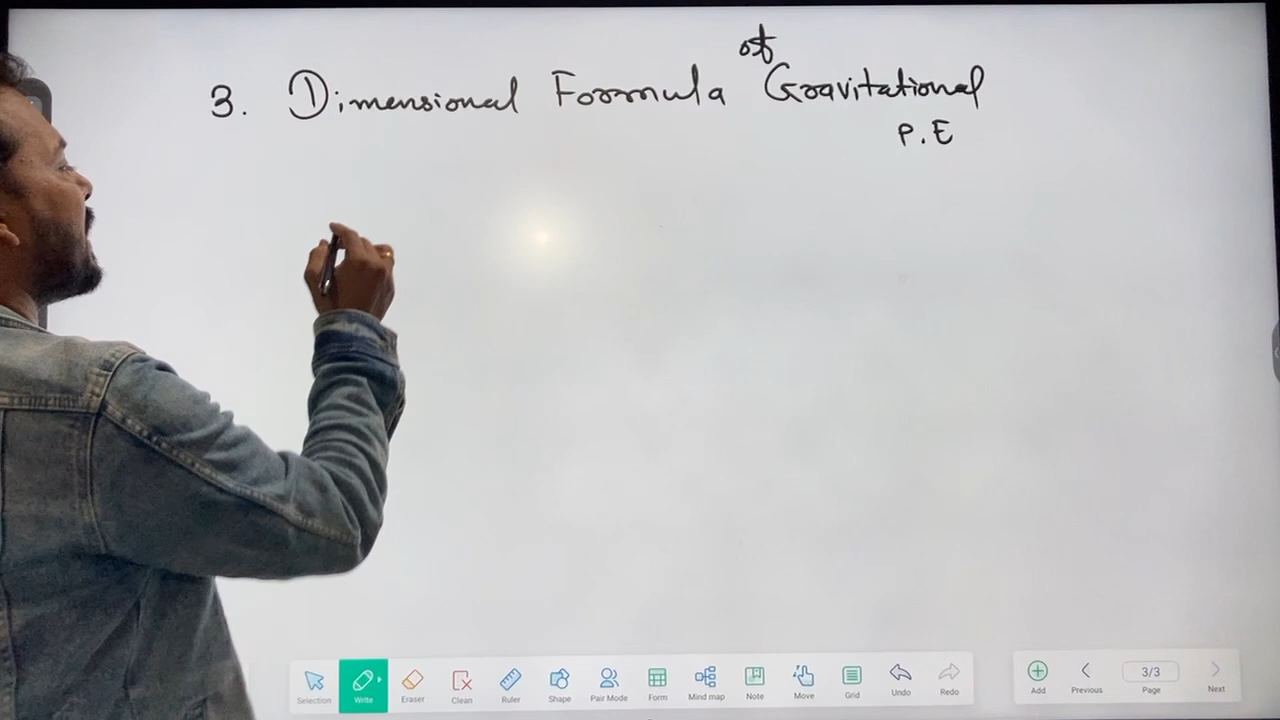 of
3. Dimensional Formula Gravitational
P.E
Selection Write Eraser Clean Ruler Shape Pair Mode Form Mind map Note Move Grid Undo Redo
Add Previous 3/3 Page Next